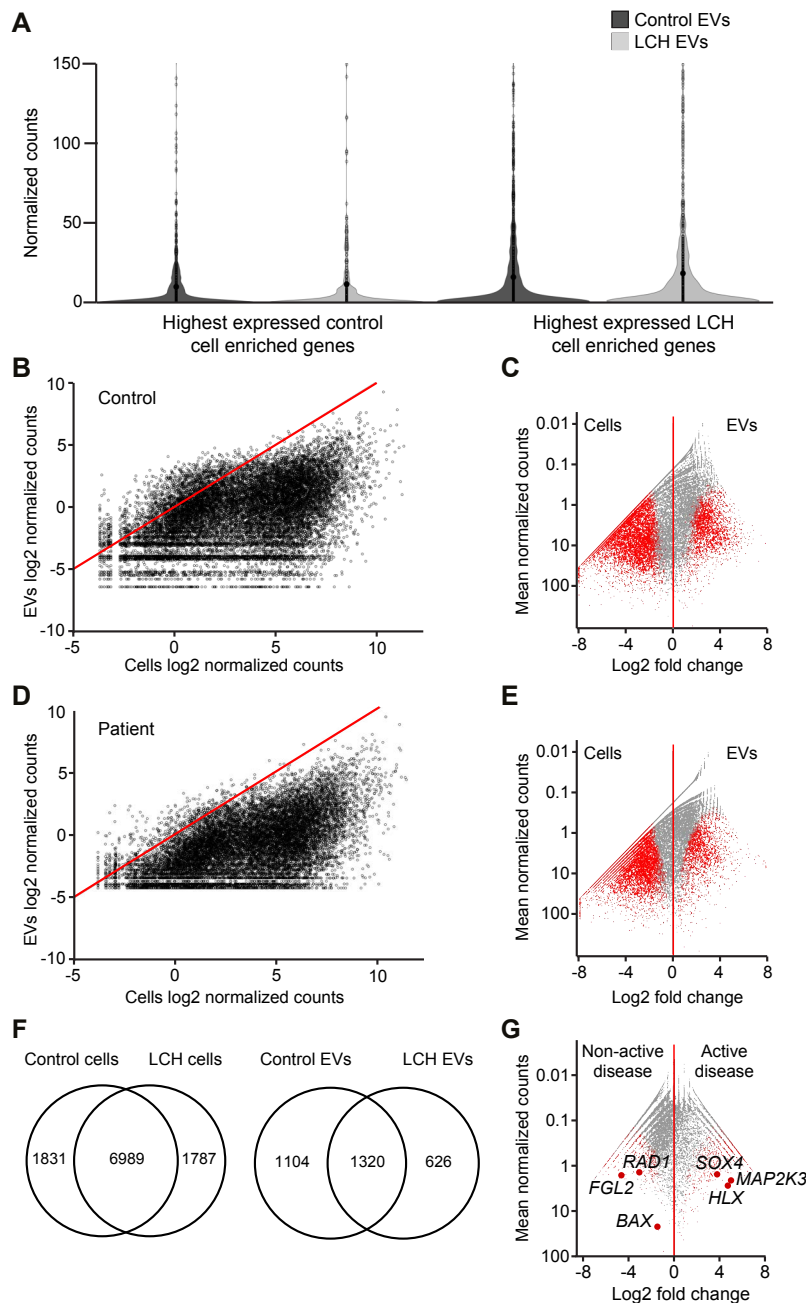 A
Control EVs
LCH EVs
Normalized counts
150
100
50
0
Highest expressed control
cell enriched genes
Highest expressed LCH
cell enriched genes
B
Control
EVs log2 normalized counts
10
5
0
-5
-10
-5
0
5
10
Cells log2 normalized counts
C
Cells
EVs
Mean normalized counts
0.01
0.1
1
10
100
-8
-4
0
4
8
Log2 fold change
D
Patient
EVs log2 normalized counts
10
5
0
-5
-10
-5
0
5
10
Cells log2 normalized counts
E
Cells
EVs
Mean normalized counts
0.01
0.1
1
10
100
-8
-4
0
4
8
Log2 fold change
F
Control cells
LCH cells
1831
6989
1787
Control EVs
LCH EVs
1104
1320
626
G
Non-active
disease
Active
disease
Mean normalized counts
0.01
0.1
1
10
100
RAD1
FGL2
BAX
SOX4
MAP2K3
HLX
-8
-4
0
4
8
Log2 fold change